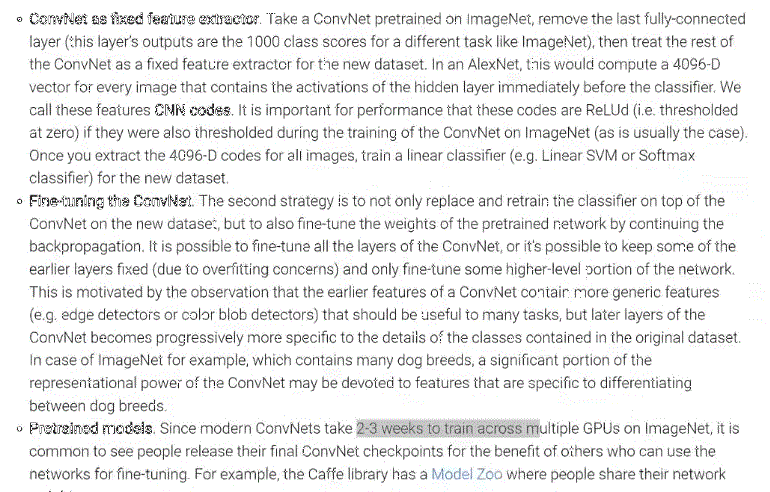 ConvNet as fixed feature extractor. Take a ConvNet pretrained on ImageNet, remove the last fully-connected
layer (this layer's outputs are the 1000 class scores for a different task like ImageNet), then treat the rest of
the ConvNet as a fixed feature extractor for the new dataset. In an AlexNet, this would compute a 4096-D
vector for every image that contains the activations of the hidden layer immediately before the classifier. We
call these features CNN codes. It is important for performance that these codes are ReLUd (i.e. thresholded
at zero) if they were also thresholded during the training of the ConvNet on ImageNet (as is usually the case).
Once you extract the 4096-D codes for all images, train a linear classifier (e.g. Linear SVM or Softmax
classifier) for the new dataset.
Fine-tuning the ConvNet. The second strategy is to not only replace and retrain the classifier on top of the
ConvNet on the new dataset, but to also fine-tune the weights of the pretrained network by continuing the
backpropagation. It is possible to fine-tune all the layers of the ConvNet, or it's possible to keep some of the
earlier layers fixed (due to overfitting concerns) and only fine-tune some higher-level portion of the network.
This is motivated by the observation that the earlier features of a ConvNet contain more generic features
(e.g. edge detectors or color blob detectors) that should be useful to many tasks, but later layers of the
ConvNet becomes progressively more specific to the details of the classes contained in the original dataset.
In case of ImageNet for example, which contains many dog breeds, a significant portion of the
representational power of the ConvNet may be devoted to features that are specific to differentiating
between dog breeds.
Pretrained models. Since modern ConvNets take 2-3 weeks to train across multiple GPUs on ImageNet, it is
common to see people release their final ConvNet checkpoints for the benefit of others who can use the
networks for fine-tuning. For example, the Caffe library has a Model Zoo where people share their network